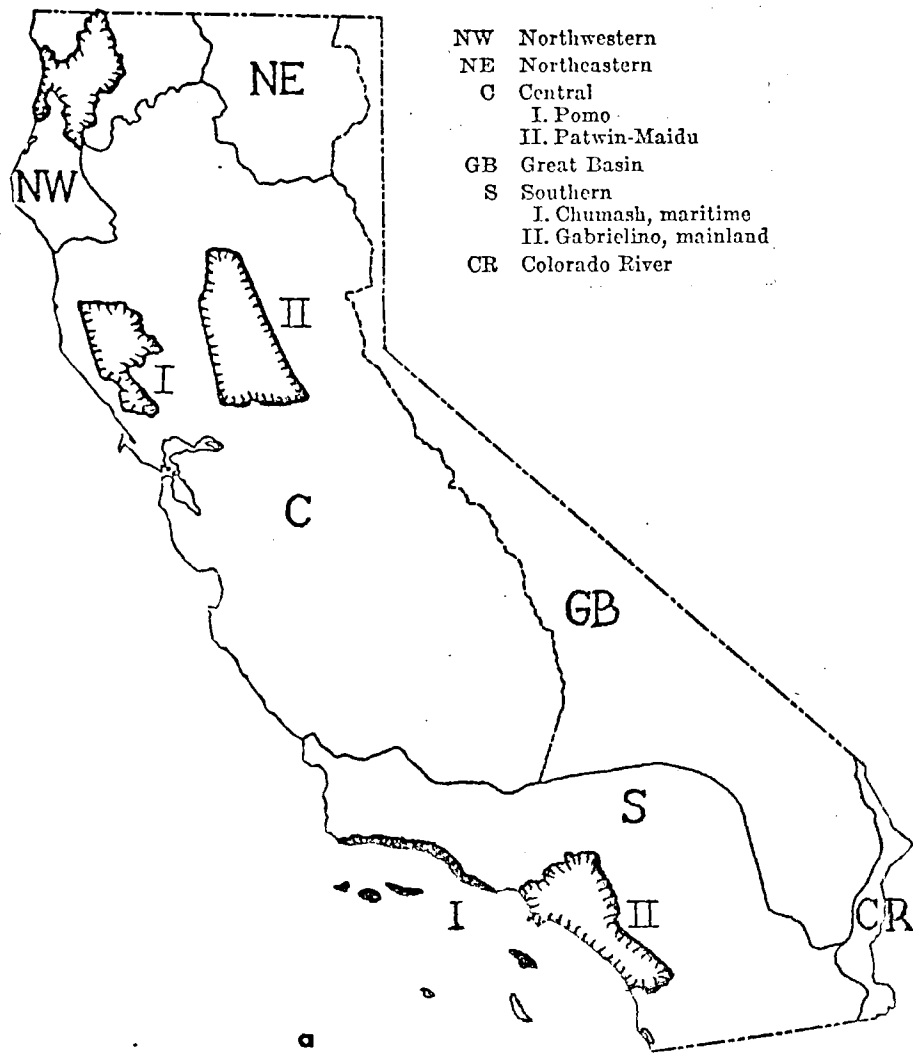 NW Northwestern
NE Northeastern
C Central
I. Pomo
II. Patwin-Maidu
GB Great Basin
S Southern
I. Chumash, maritime
II. Gabrielino, mainland
CR Colorado River
NE
NW
II
I
C
GB
S
I
II
CR
a